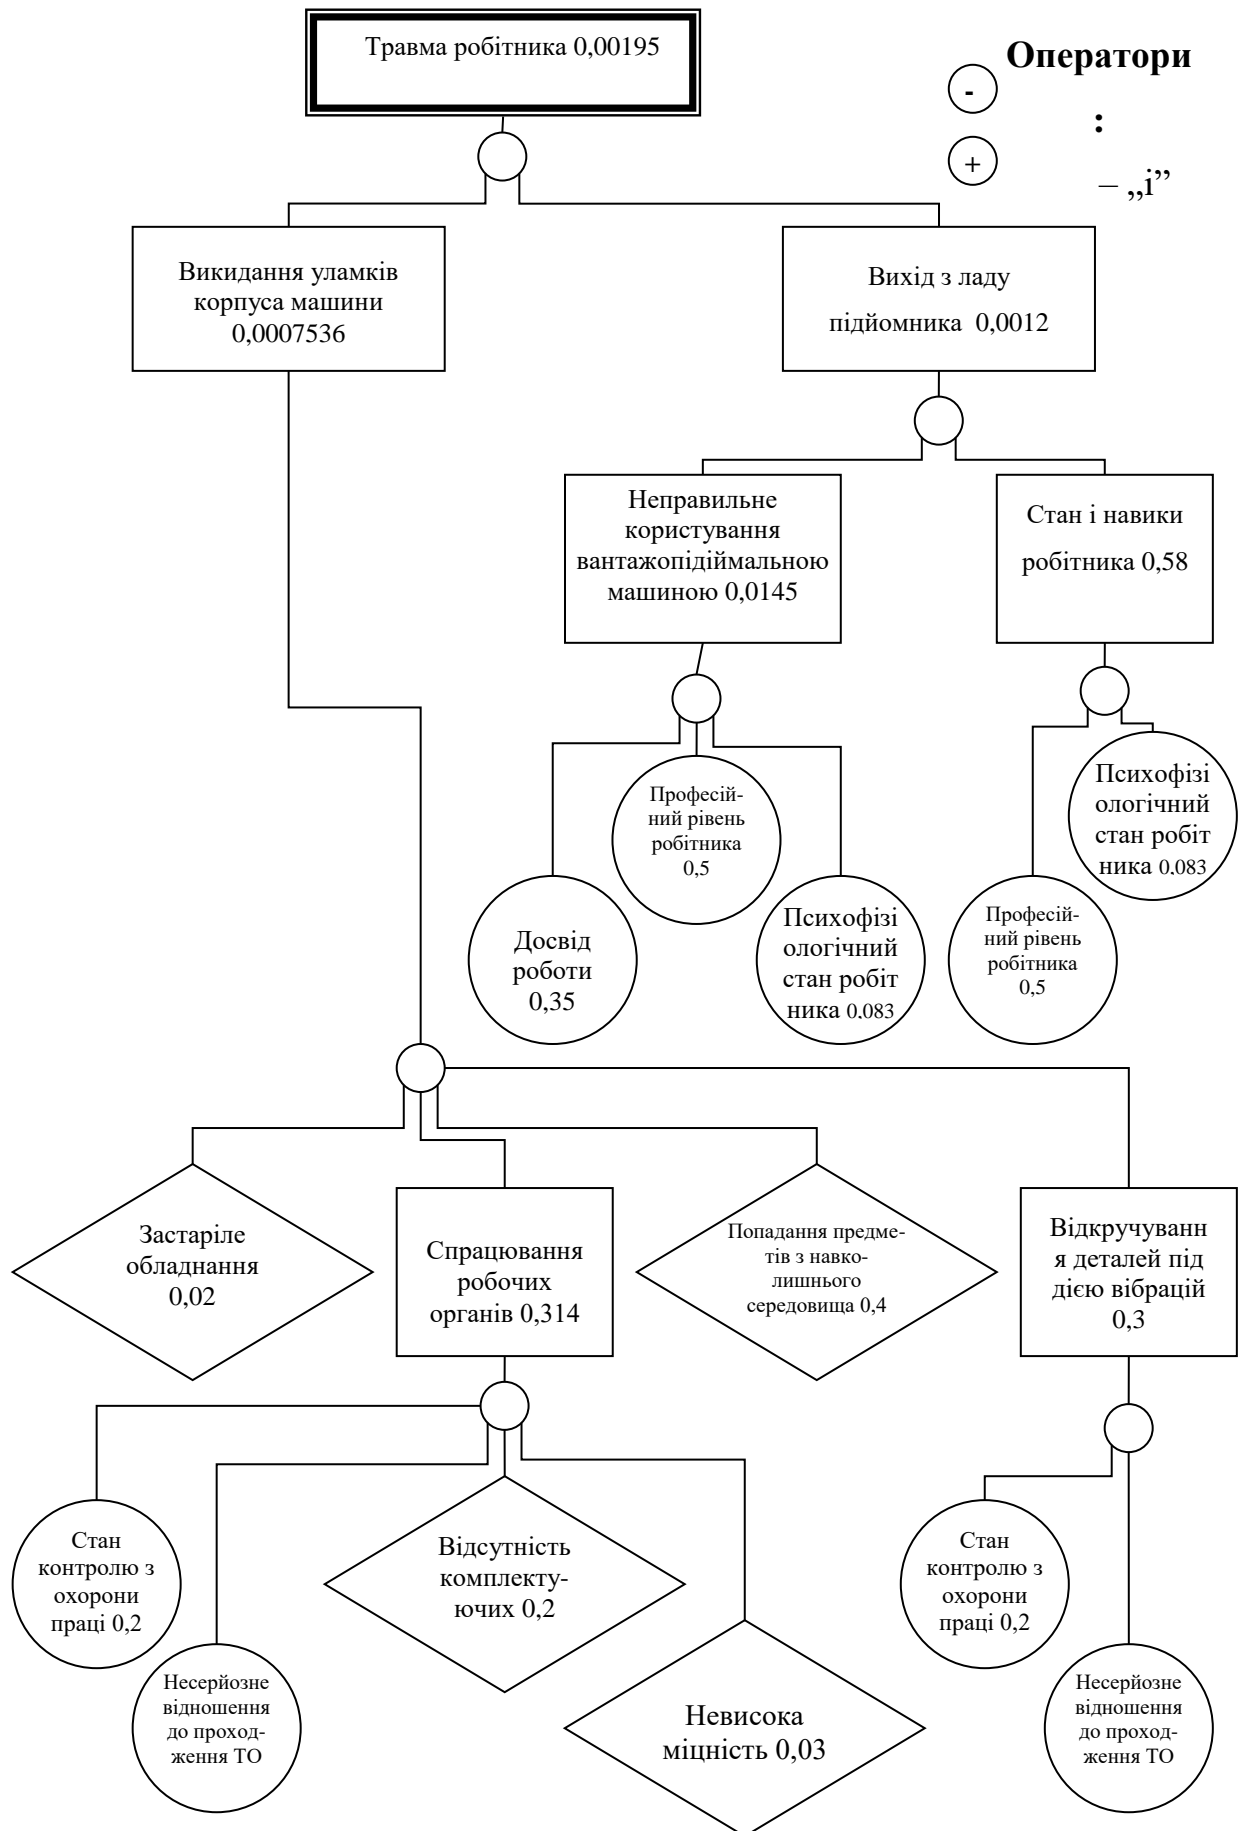 Травма робітника 0,00195
Оператори
-
:
+
– „і”
Викидання уламків
корпуса машини
0,0007536
Вихід з ладу
підйомника 0,0012
Неправильне
користування
вантажопідіймальною
машиною 0,0145
Стан і навики
робітника 0,58
Досвід
роботи
0,35
Професій-
ний рівень
робітника
0,5
Психофізі
ологічний
стан робіт
ника 0,083
Професій-
ний рівень
робітника
0,5
Психофізі
ологічний
стан робіт
ника 0,083
Застаріле
обладнання
0,02
Спрацювання
робочих
органів 0,314
Попадання предме-
тів з навко-
лишнього
середовища 0,4
Відкручуванн
я деталей під
дією вібрацій
0,3
Стан
контролю з
охорони
праці 0,2
Несерйозне
відношення
до проход-
ження ТО
Відсутність
комплекту-
ючих 0,2
Невисока
міцність 0,03
Стан
контролю з
охорони
праці 0,2
Несерйозне
відношення
до проход-
ження ТО